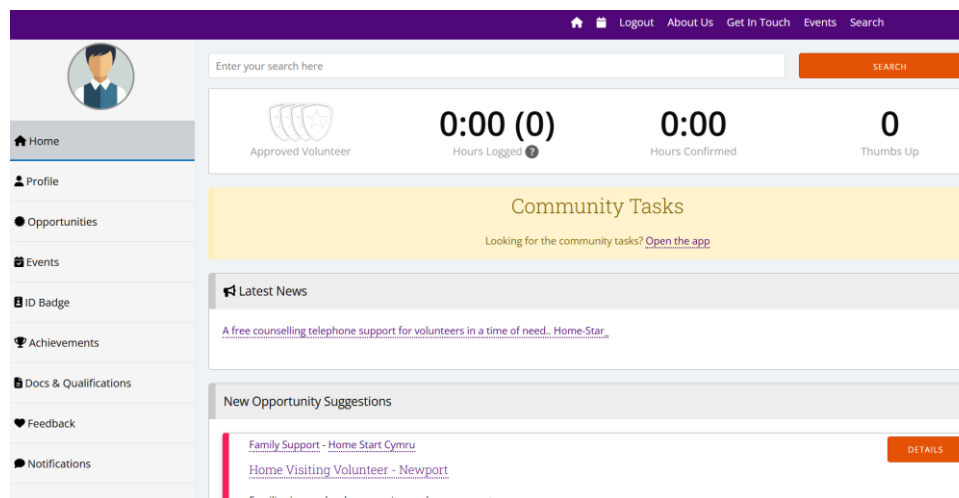 Logout About Us Get In Touch Events Search
Enter your search here
SEARCH
0:00 (0)
0:00
0
Approved Volunteer
Hours Logged ?
Hours Confirmed
Thumbs Up
Home
Profile
Opportunities
Events
ID Badge
Achievements
Docs & Qualifications
Feedback
Notifications
Community Tasks
Looking for the community tasks? Open the app
Latest News
A free counselling telephone support for volunteers in a time of need.. Home-Star_
New Opportunity Suggestions
Family Support - Home Start Cymru
DETAILS
Home Visiting Volunteer - Newport